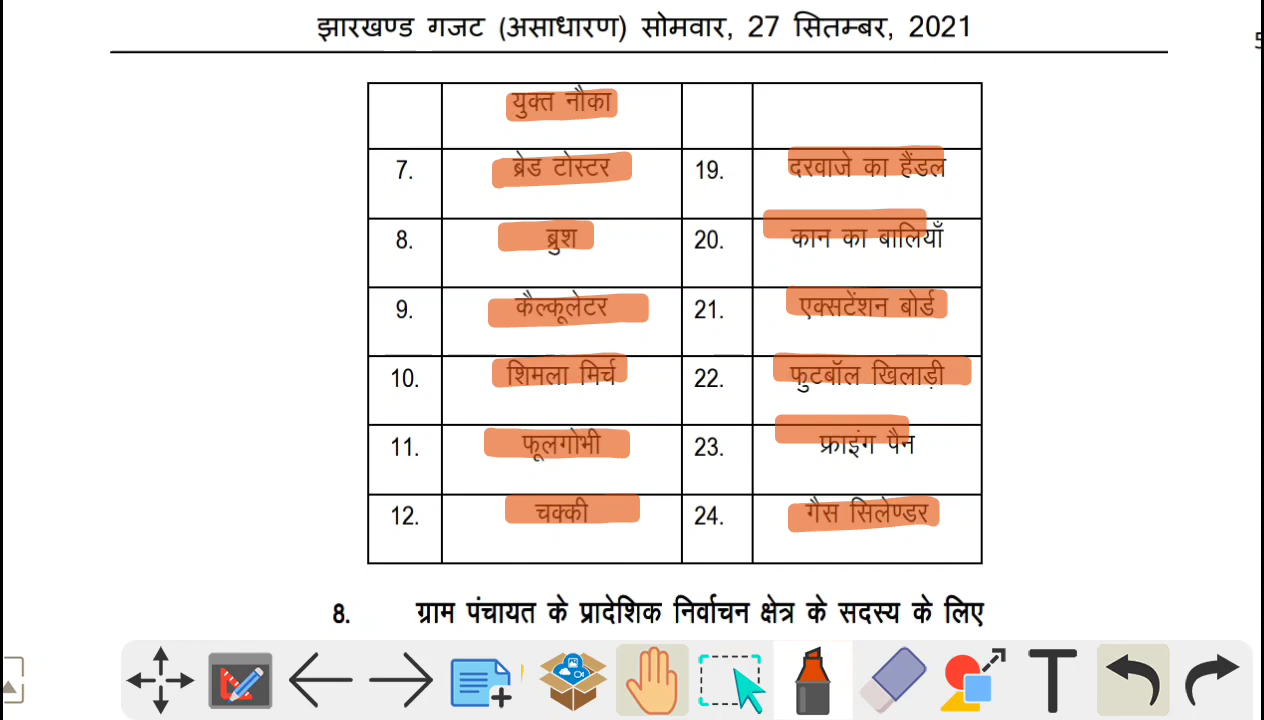 झारखण्ड गजट (असाधारण) सोमवार, 27 सितम्बर, 2021
युक्त नौका
7. ब्रेड टोस्टर 19. दरवाजे का हैंडल
8. ब्रुश 20. कान का बालियाँ
9. कैल्कूलेटर 21. एक्सटेंशन बोर्ड
10. शिमला मिर्च 22. फुटबॉल खिलाड़ी
11. फूलगोभी 23. फ्राइंग पैन
12. चक्की 24. गैस सिलेण्डर
8. ग्राम पंचायत के प्रादेशिक निर्वाचन क्षेत्र के सदस्य के लिए